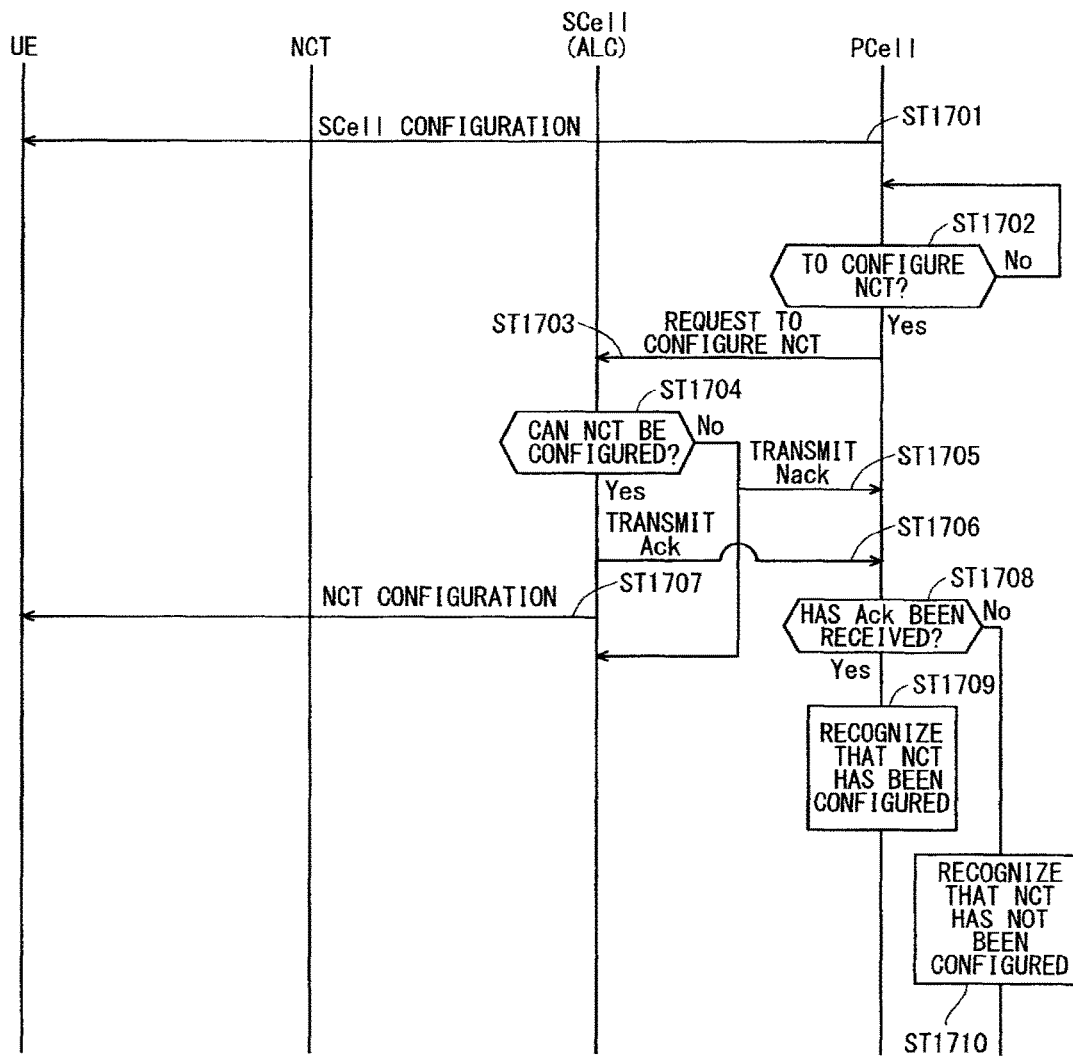 UE
NCT
SCell
(ALC)
PCell
SCell CONFIGURATION
ST1701
ST1702
TO CONFIGURE
NCT?
No
Yes
ST1703
REQUEST TO
CONFIGURE NCT
ST1704
CAN NCT BE
CONFIGURED?
No
Yes
TRANSMIT
Nack
ST1705
TRANSMIT
Ack
ST1706
NCT CONFIGURATION
ST1707
ST1708
HAS Ack BEEN
RECEIVED?
No
Yes
ST1709
RECOGNIZE
THAT NCT
HAS BEEN
CONFIGURED
RECOGNIZE
THAT NCT
HAS NOT
BEEN
CONFIGURED
ST1710